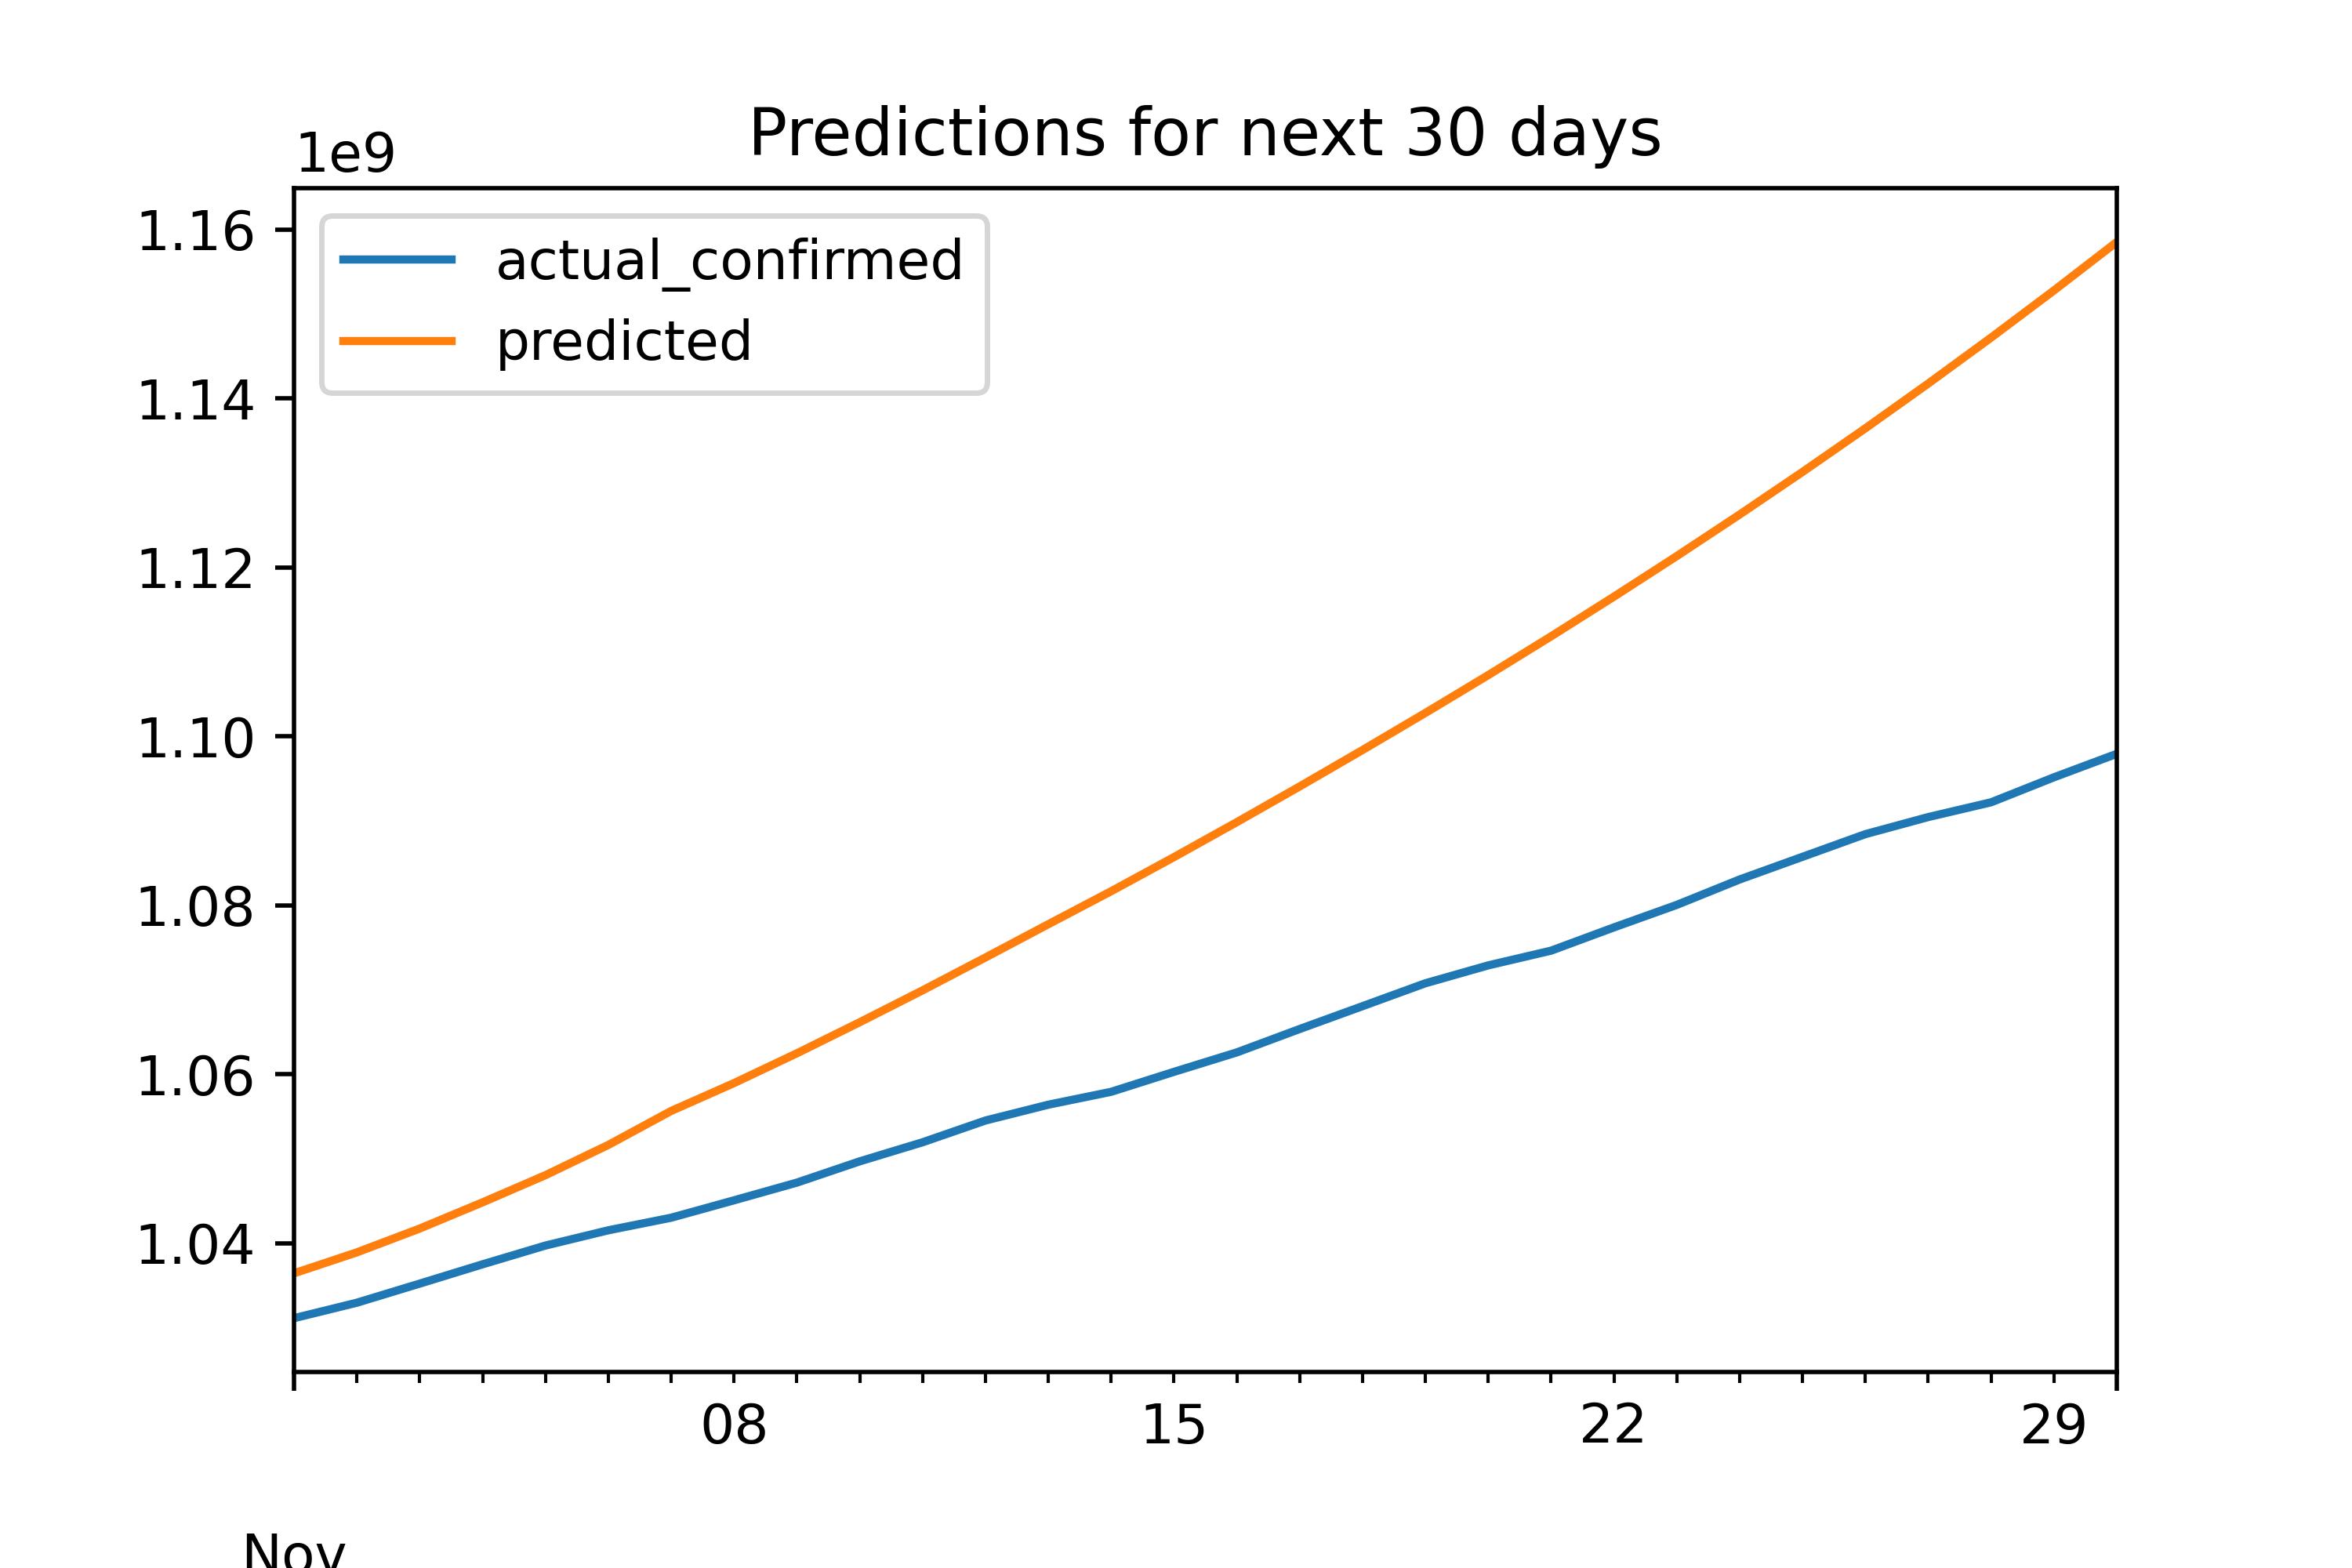 Predictions for next 30 days
1e9
1.16
1.14
1.12
1.10
1.08
1.06
1.04
actual_confirmed
predicted
08 15 22 29
Nov